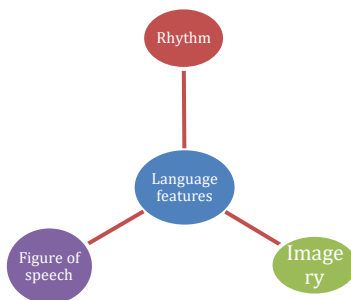 Rhythm
Language
features
Figure of
speech
Image
ry